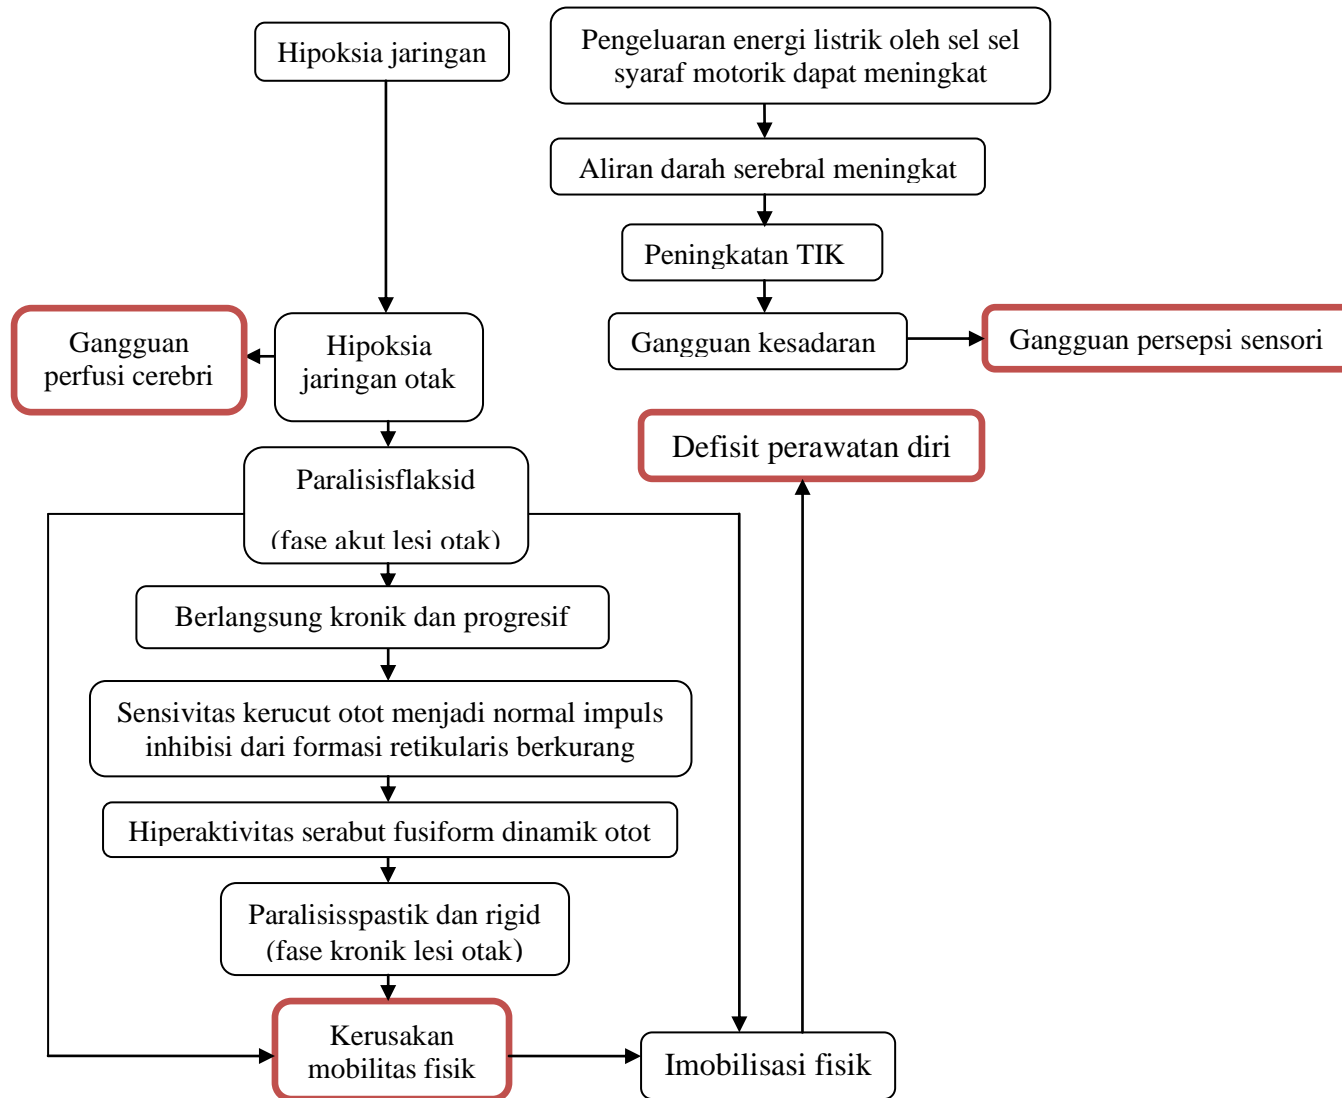 Hipoksia jaringan
Pengeluaran energi listrik oleh sel sel
syaraf motorik dapat meningkat
Aliran darah serebral meningkat
Peningkatan TIK
Gangguan kesadaran
Gangguan persepsi sensori
Gangguan
perfusi cerebri
Hipoksia
jaringan otak
Defisit perawatan diri
Paralisisflaksid
(fase akut lesi otak)
Berlangsung kronik dan progresif
Sensivitas kerucut otot menjadi normal impuls
inhibisi dari formasi retikularis berkurang
Hiperaktivitas serabut fusiform dinamik otot
Paralisisspastik dan rigid
(fase kronik lesi otak)
Kerusakan
mobilitas fisik
Imobilisasi fisik